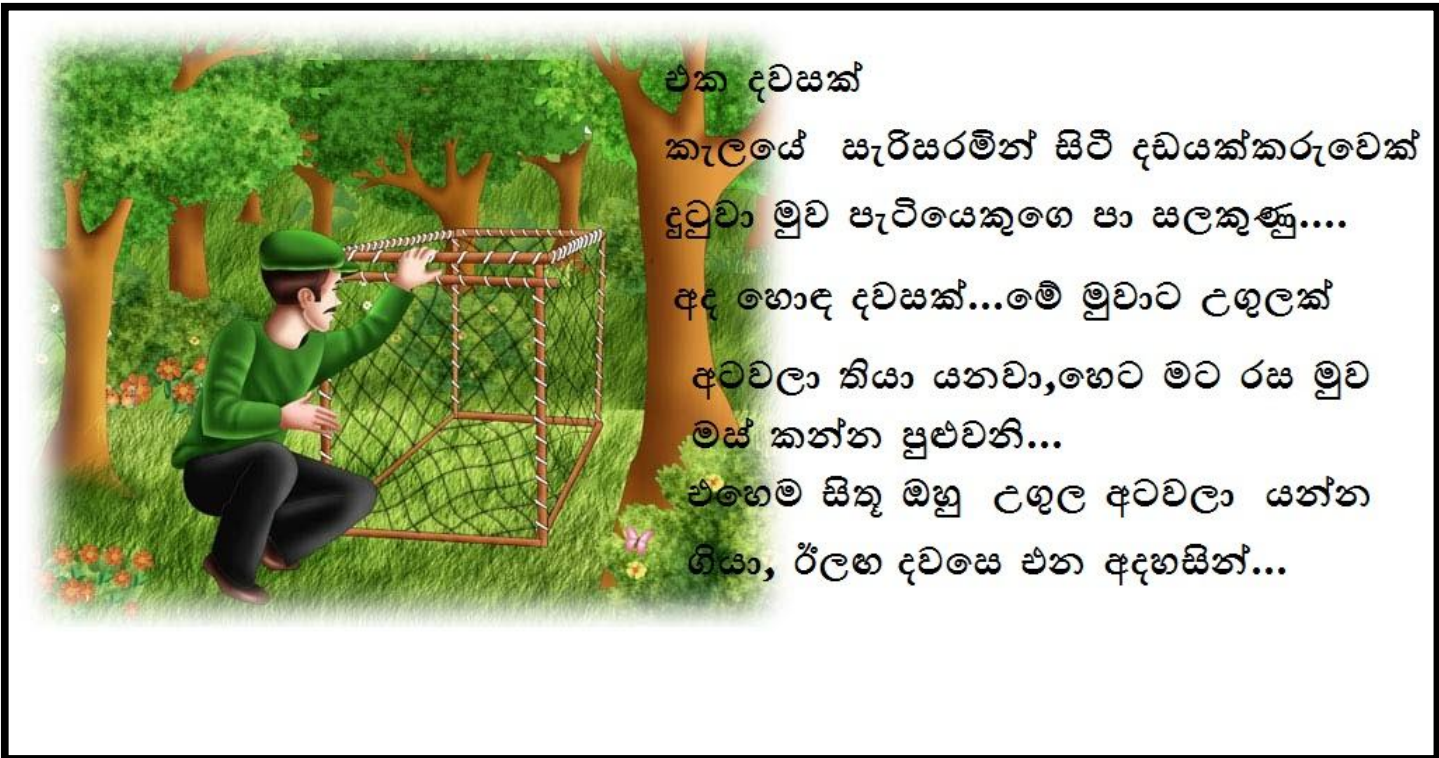 එක දවසක්
කැලයේ සැරිසරමින් සිටී දඩයක්කරුවෙක්
දුටුවා මුව පැටියෙකුගෙ පා සලකුණු....
අද හොඳ දවසක්...මේ මුවාට උගුලක්
අටවලා තියා යනවා,හෙට මට රස මුව
මස් කන්න පුළුවනි...
එහෙම සිතූ ඔහු උගුල අටවලා යන්න
ගියා, ඊලඟ දවසෙ එන අදහසින්...